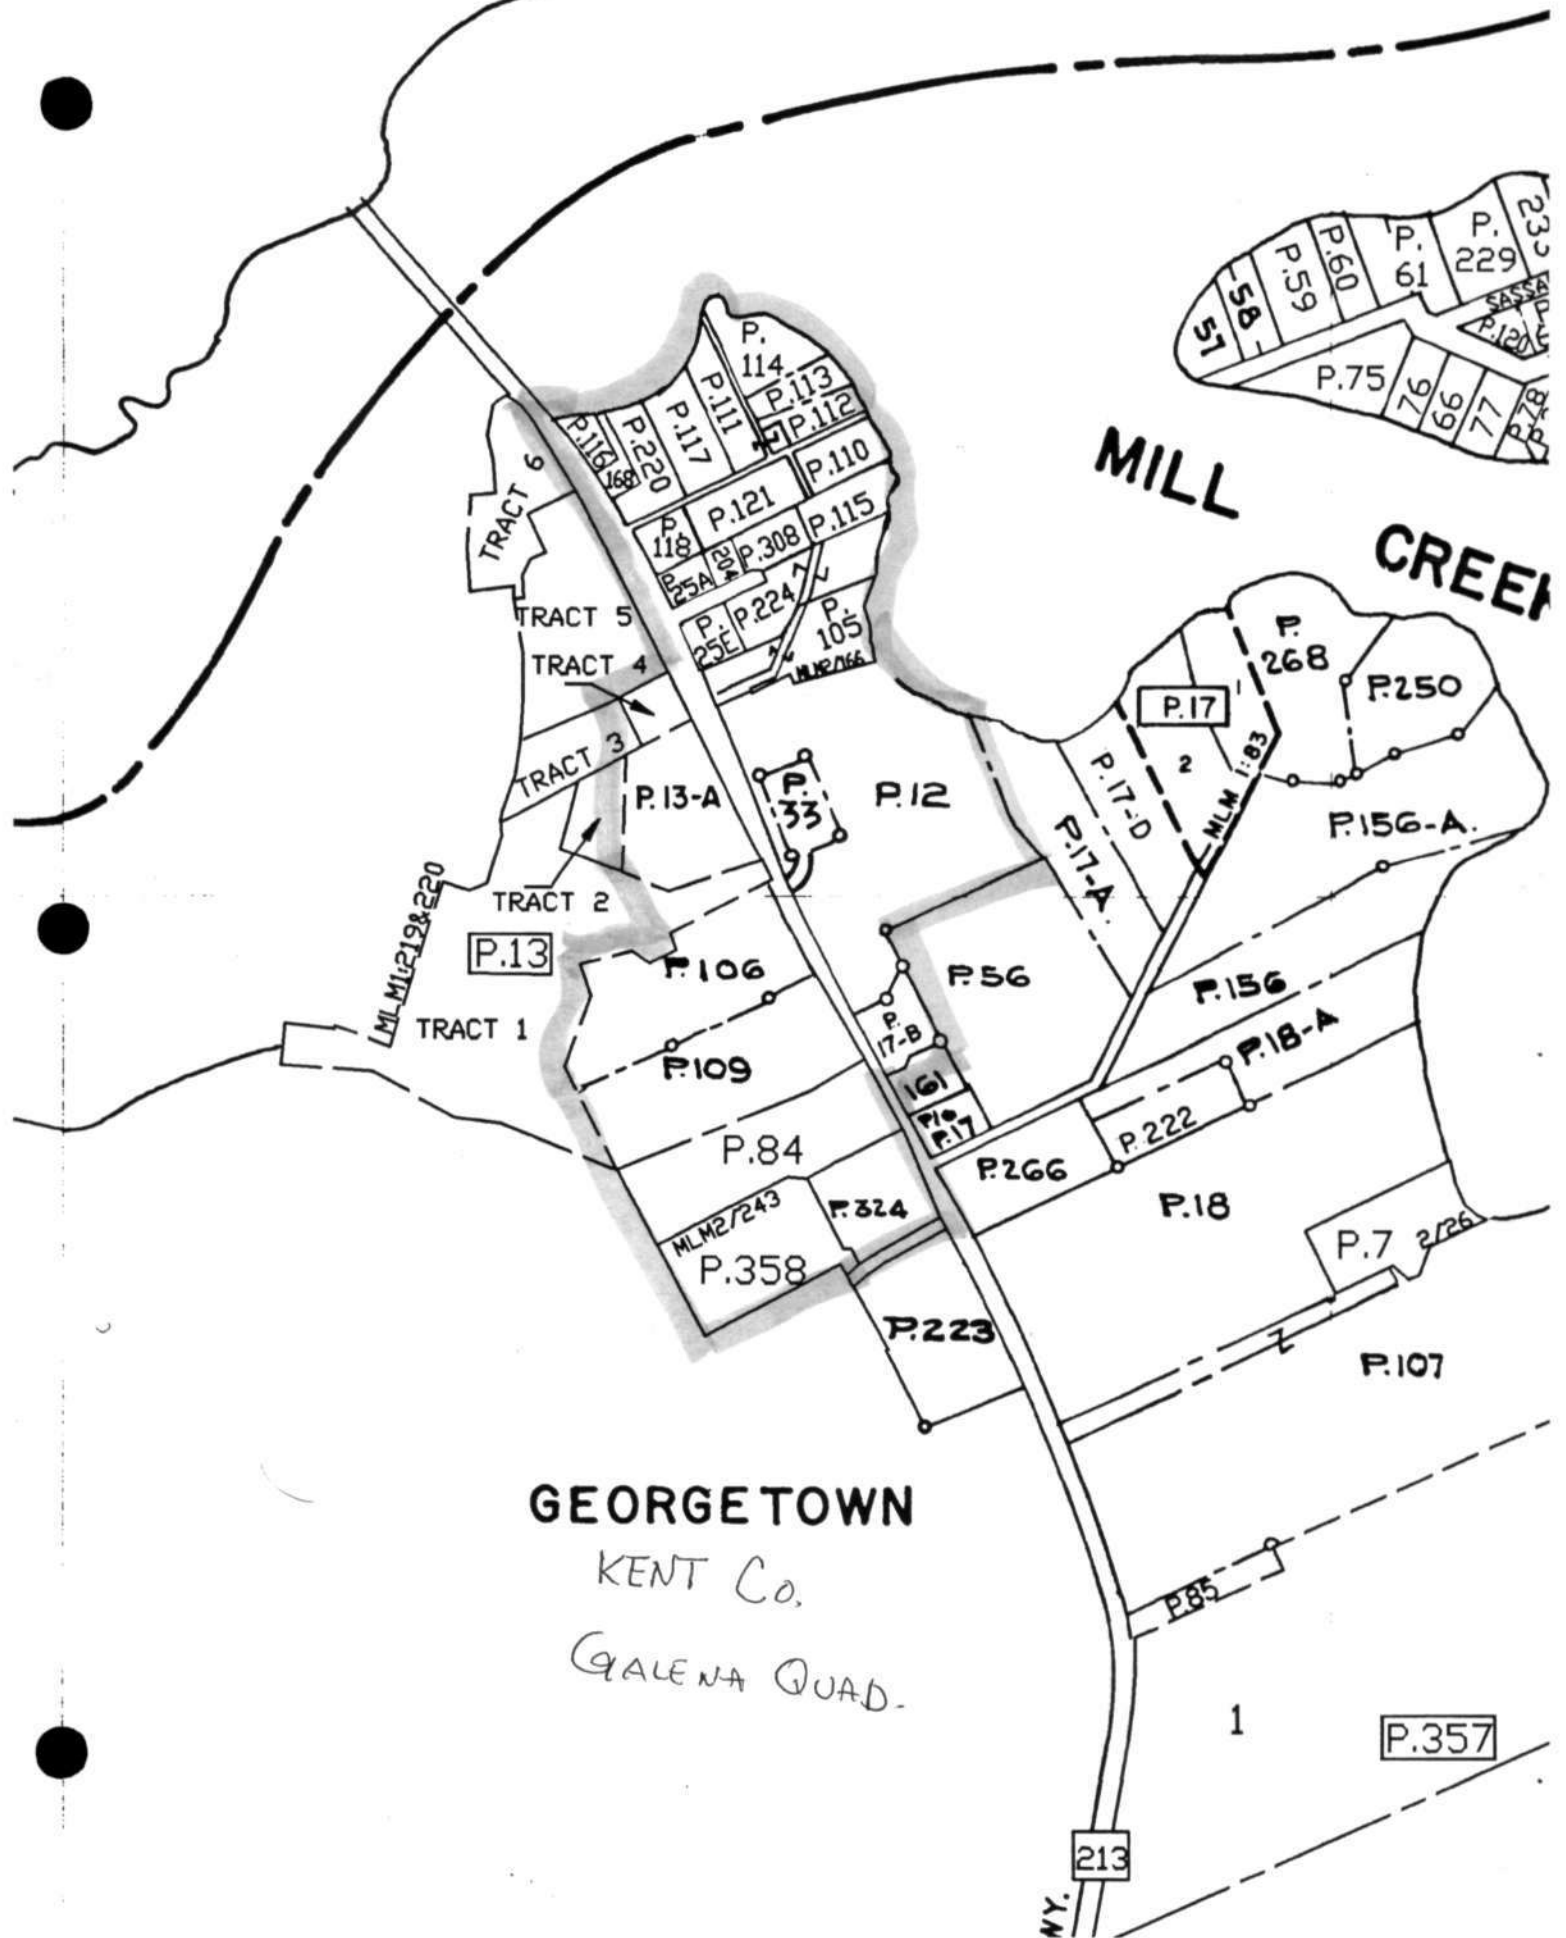 P.
229
P.
61
P.60
P.59
58
57
P.120
P.75
76
66
77
P.78
MILL
P.
114
P.113
P.112
P.111
P.117
P.220
P.116
168
P.110
P.121
P.115
P.
118
P.308
204
P.
25A
P.224
P.
25E
P.
105
MLM2/166
TRACT 6
TRACT 5
TRACT 4
TRACT 3
P.
268
P.250
P.17
2
MLM 1:83
P.17-D
P.17-A
P.156-A.
P.13-A
P.
33
P.12
TRACT 2
P.13
MLM1:219&220
TRACT 1
P.106
P.109
P.56
P.
17-B
161
P/O
P.17
P.156
P.18-A
P.222
P.266
P.18
P.84
P.324
MLM2/243
P.358
P.7 2/26
P.223
P.107
GEORGETOWN
KENT Co.
GALENA QUAD.
P.85
1
P.357
213